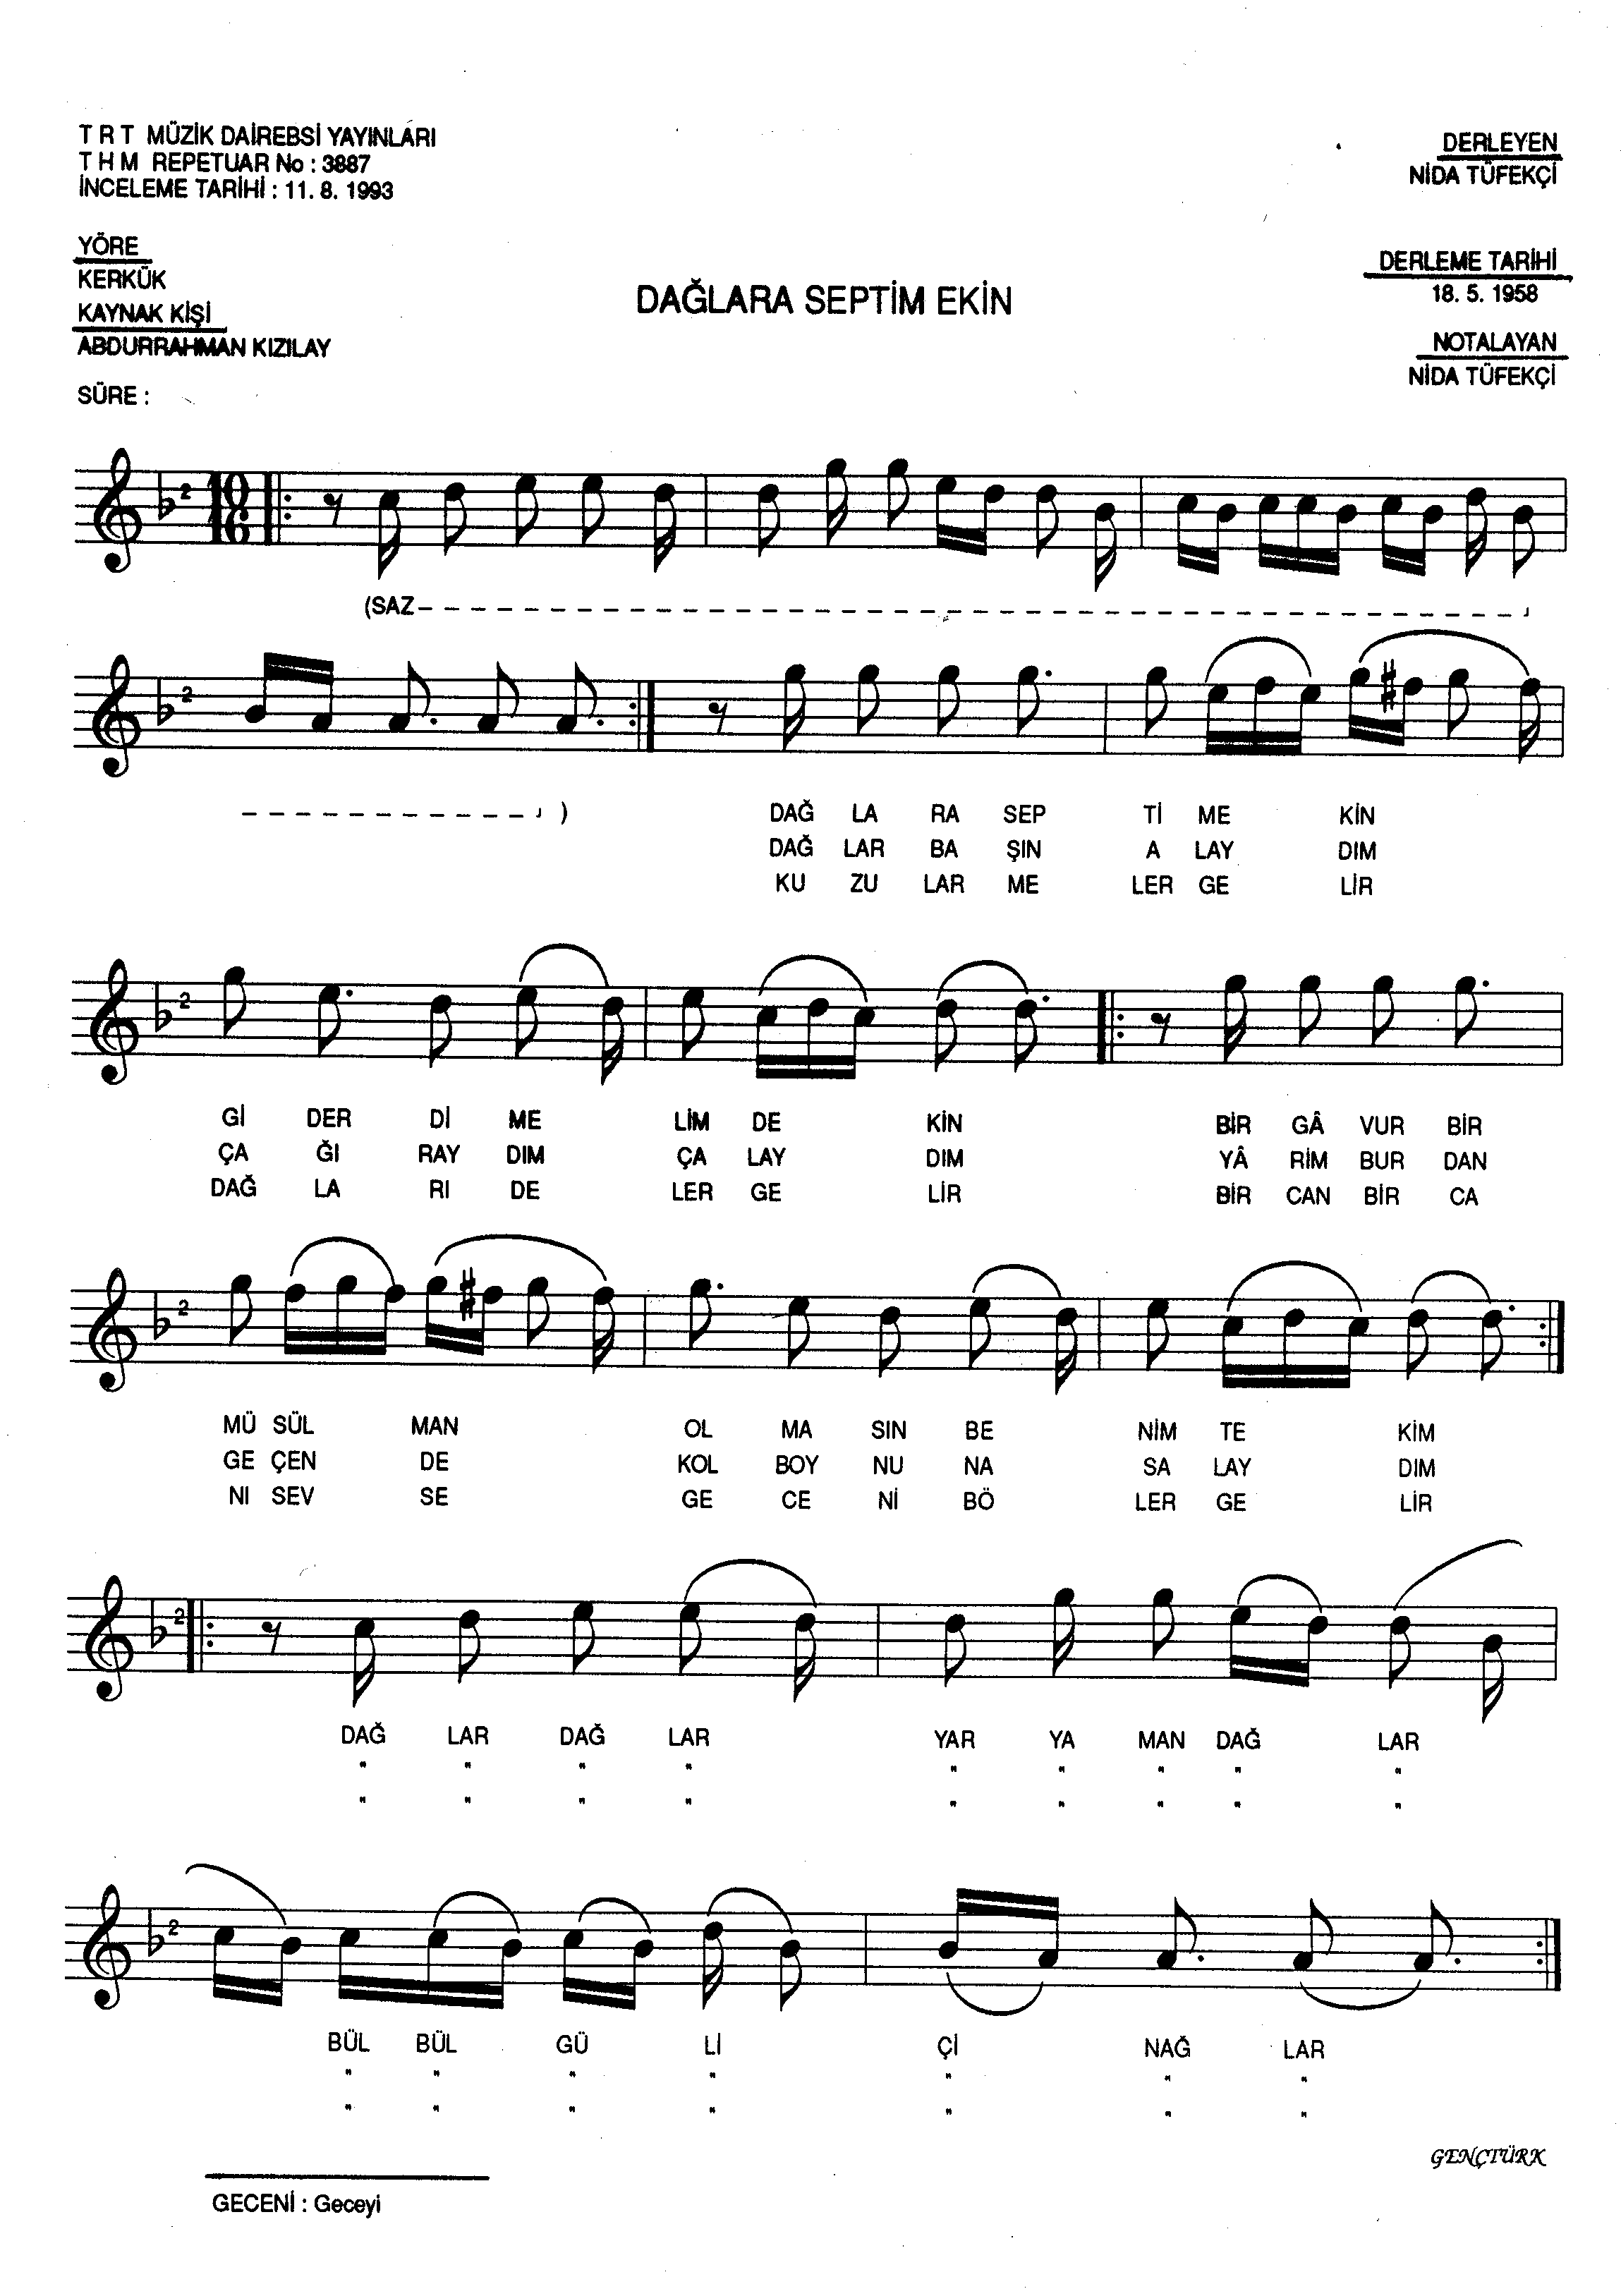 T R T MÜZİK DAİREBSİ YAYINLARI
T H M REPETUAR No : 3887
İNCELEME TARİHİ : 11. 8. 1993
DERLEYEN
NİDA TÜFEKÇİ
YÖRE
KERKÜK
KAYNAK KİŞİ
ABDURRAHMAN KIZILAY
SÜRE :
DAĞLARA SEPTİM EKİN
DERLEME TARİHİ
18. 5. 1958
NOTALAYAN
NİDA TÜFEKÇİ
2
10
16
(SAZ
2
)
DAĞ LA RA SEP Tİ ME KİN
DAĞ LAR BA ŞIN A LAY DIM
KU ZU LAR ME LER GE LİR
2
Gİ DER Dİ ME LİM DE KİN BİR GÂ VUR BİR
ÇA ĞI RAY DIM ÇA LAY DIM YÂ RİM BUR DAN
DAĞ LA RI DE LER GE LİR BİR CAN BİR CA
2
MÜ SÜL MAN OL MA SIN BE NİM TE KİM
GE ÇEN DE KOL BOY NU NA SA LAY DIM
NI SEV SE GE CE Nİ BÖ LER GE LİR
2
DAĞ LAR DAĞ LAR YAR YA MAN DAĞ LAR
" " " " " " " " "
" " " " " " " " "
2
BÜL BÜL GÜ Lİ Çİ NAĞ LAR
" " " " " " "
" " " " " " "
GENÇTÜRK
GECENİ : Geceyi